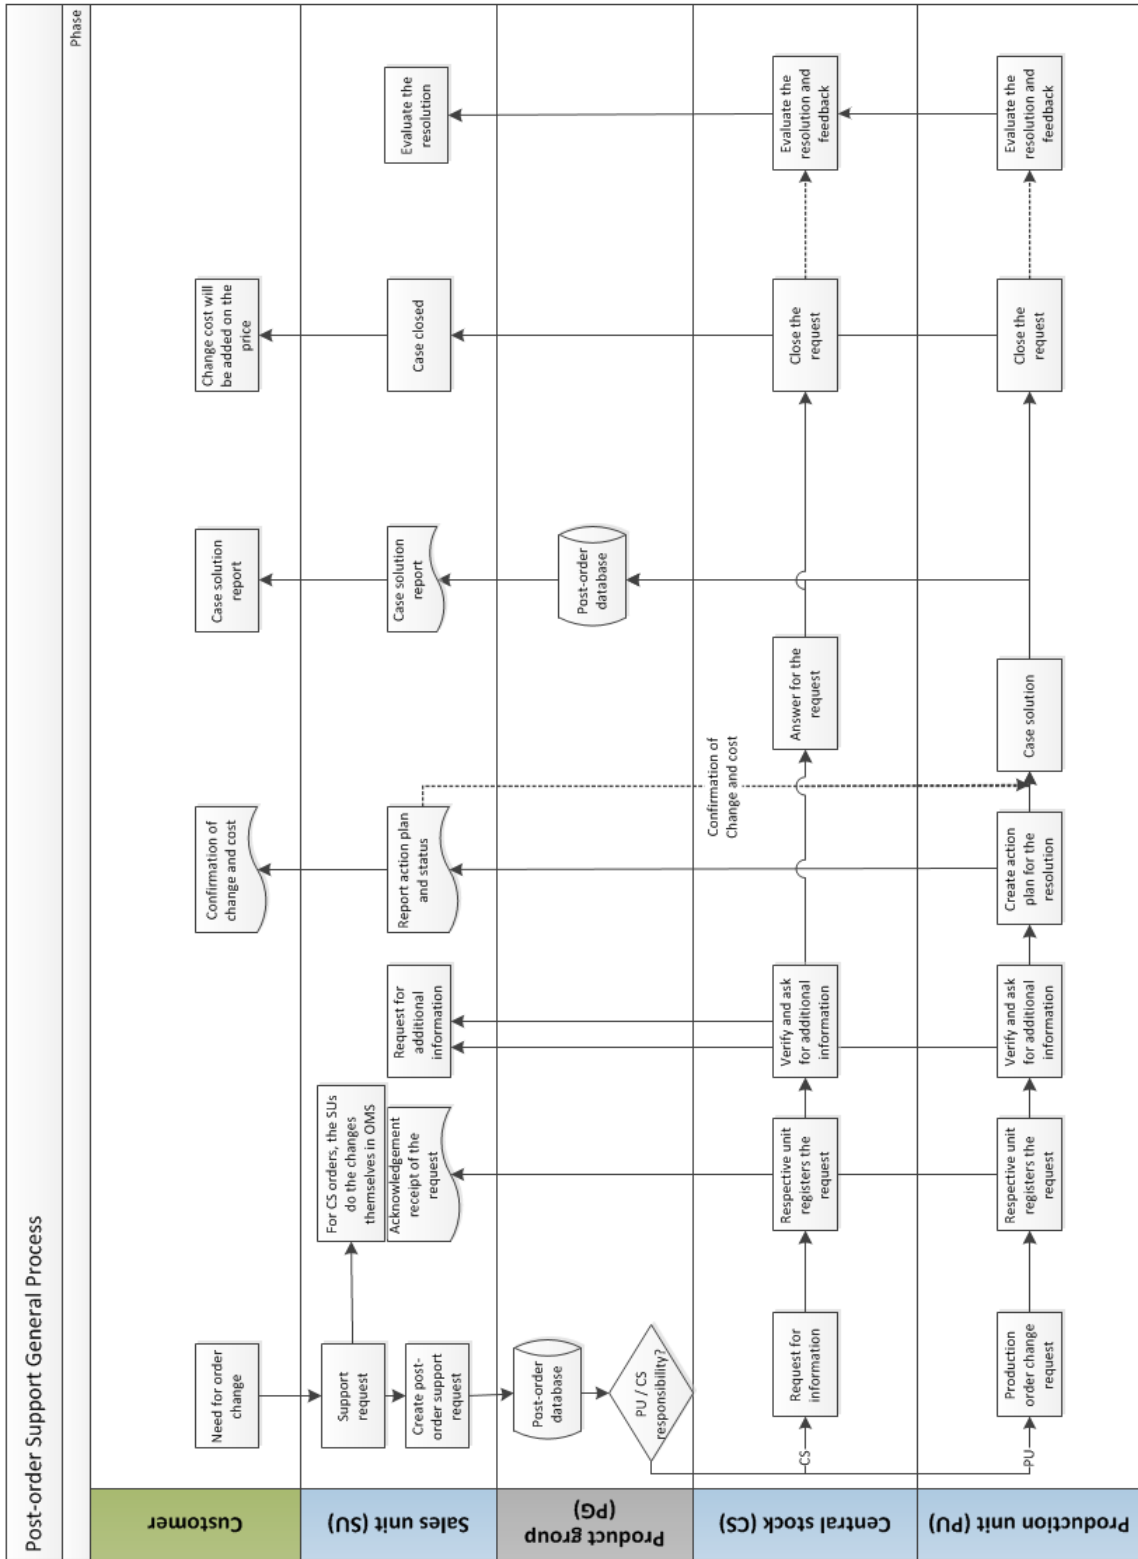 Post-order Support General Process
Phase
Customer
Need for order
change
Confirmation of
change and cost
Case solution
report
Change cost will
be added on the
price
Sales unit (SU)
Support
request
For CS orders, the SUs
do the changes
themselves in OMS
Create post-
order support
request
Acknowledgement
receipt of the
request
Request for
additional
information
Report action plan
and status
Case solution
report
Case closed
Evaluate the
resolution
Product group
(PG)
Post-order
database
PU / CS
responsibility?
Post-order
database
Confirmation of
Change and cost
Central stock (CS)
CS
Request for
information
Respective unit
registers the
request
Verify and ask
for additional
information
Answer for the
request
Close the
request
Evaluate the
resolution and
feedback
Production unit (PU)
PU
Production
order change
request
Respective unit
registers the
request
Verify and ask
for additional
information
Create action
plan for the
resolution
Case solution
Close the
request
Evaluate the
resolution and
feedback